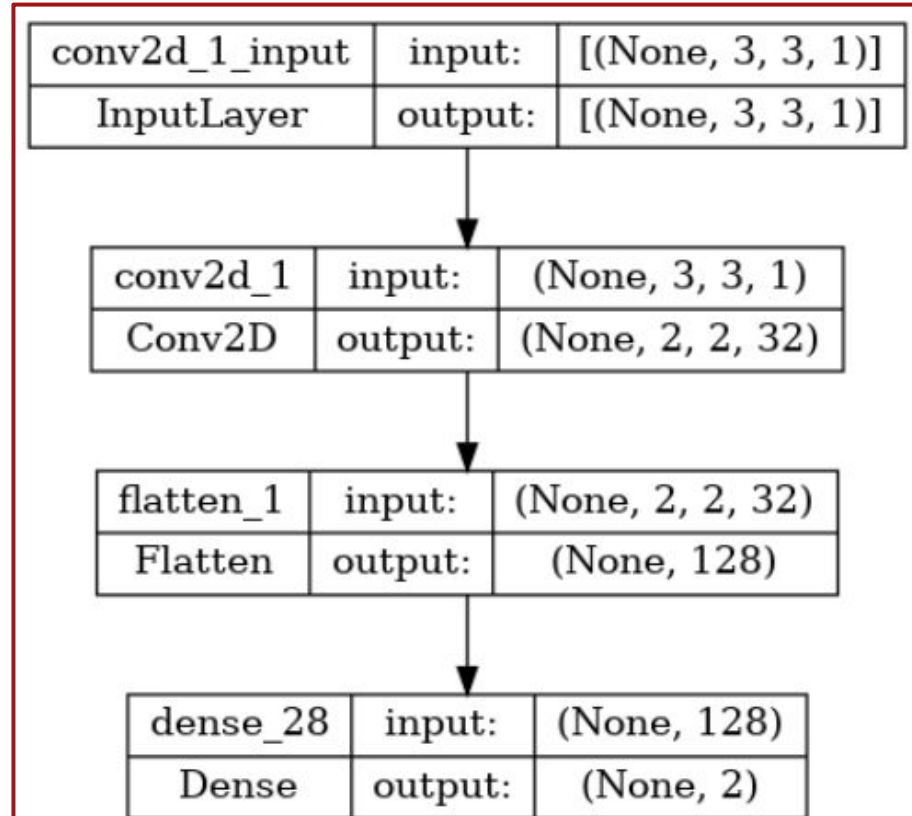 conv2d_1_input input: [(None, 3, 3, 1)]
InputLayer output: [(None, 3, 3, 1)]
conv2d_1 input: (None, 3, 3, 1)
Conv2D output: (None, 2, 2, 32)
flatten_1 input: (None, 2, 2, 32)
Flatten output: (None, 128)
dense_28 input: (None, 128)
Dense output: (None, 2)